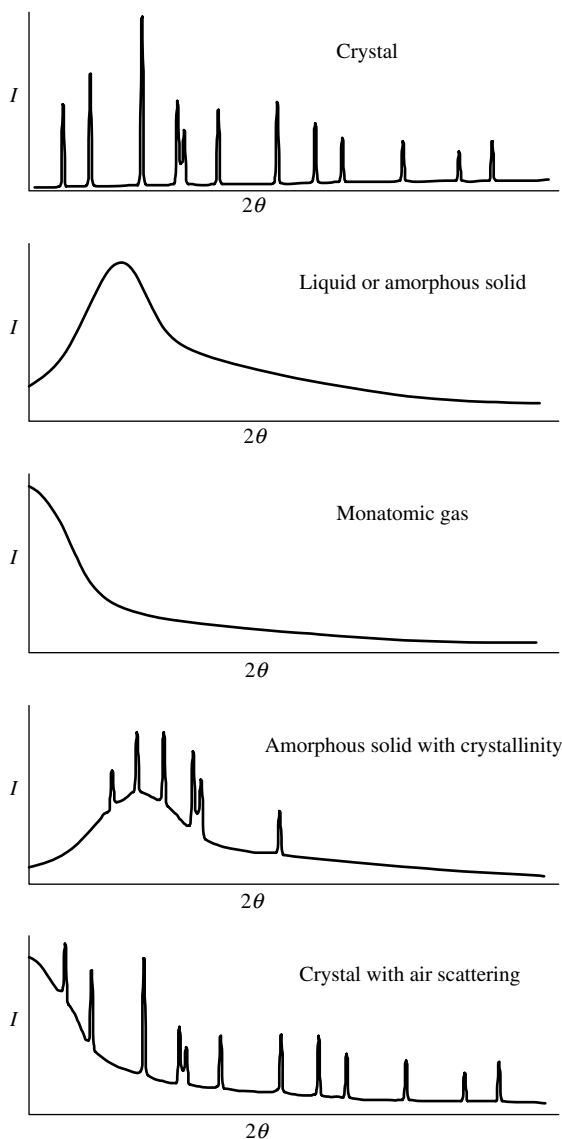 Crystal
I
2θ
Liquid or amorphous solid
I
2θ
Monatomic gas
I
2θ
Amorphous solid with crystallinity
I
2θ
Crystal with air scattering
I
2θ